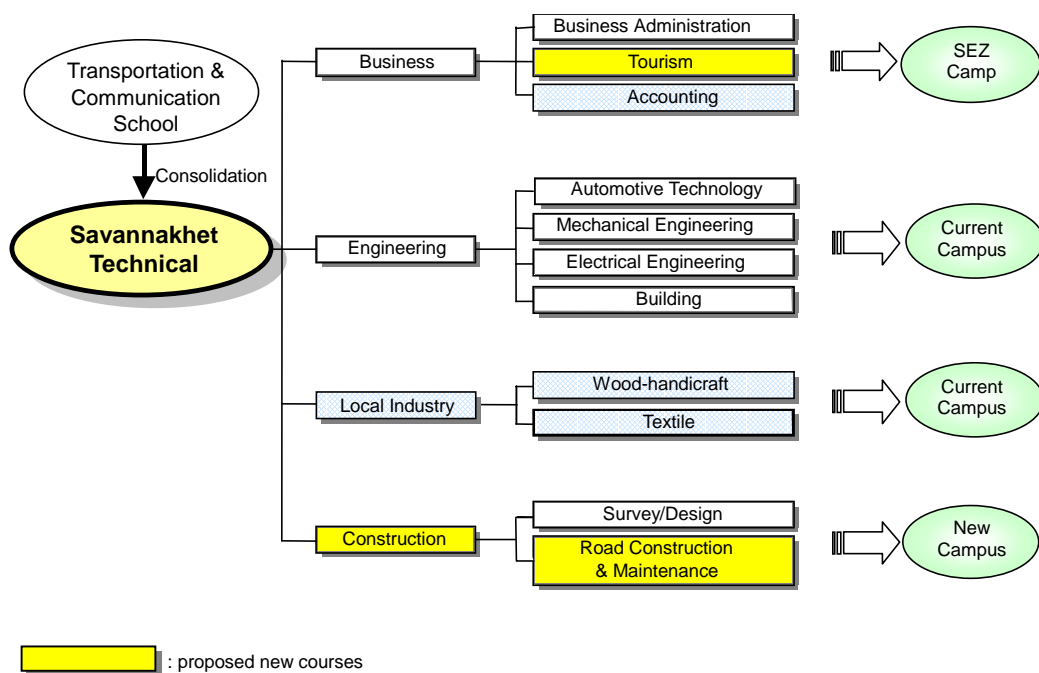 Transportation &
Communication
School
Consolidation
Savannakhet
Technical
Business
Business Administration
Tourism
Accounting
SEZ
Camp
Engineering
Automotive Technology
Mechanical Engineering
Electrical Engineering
Building
Current
Campus
Local Industry
Wood-handicraft
Textile
Current
Campus
Construction
Survey/Design
Road Construction
& Maintenance
New
Campus
: proposed new courses